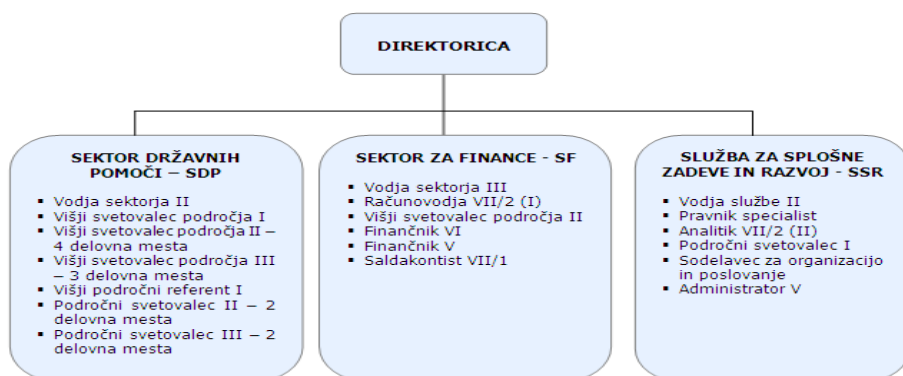 DIREKTORICA
SEKTOR DRŽAVNIH
POMOČI – SDP
▪ Vodja sektorja II
▪ Višji svetovalec področja I
▪ Višji svetovalec področja II –
4 delovna mesta
▪ Višji svetovalec področja III
– 3 delovna mesta
▪ Višji področni referent I
▪ Področni svetovalec II – 2
delovna mesta
▪ Področni svetovalec III – 2
delovna mesta
SEKTOR ZA FINANCE - SF
▪ Vodja sektorja III
▪ Računovodja VII/2 (I)
▪ Višji svetovalec področja II
▪ Finančnik VI
▪ Finančnik V
▪ Saldakontist VII/1
SLUŽBA ZA SPLOŠNE
ZADEVE IN RAZVOJ - SSR
▪ Vodja službe II
▪ Pravnik specialist
▪ Analitik VII/2 (II)
▪ Področni svetovalec I
▪ Sodelavec za organizacijo
in poslovanje
▪ Administrator V